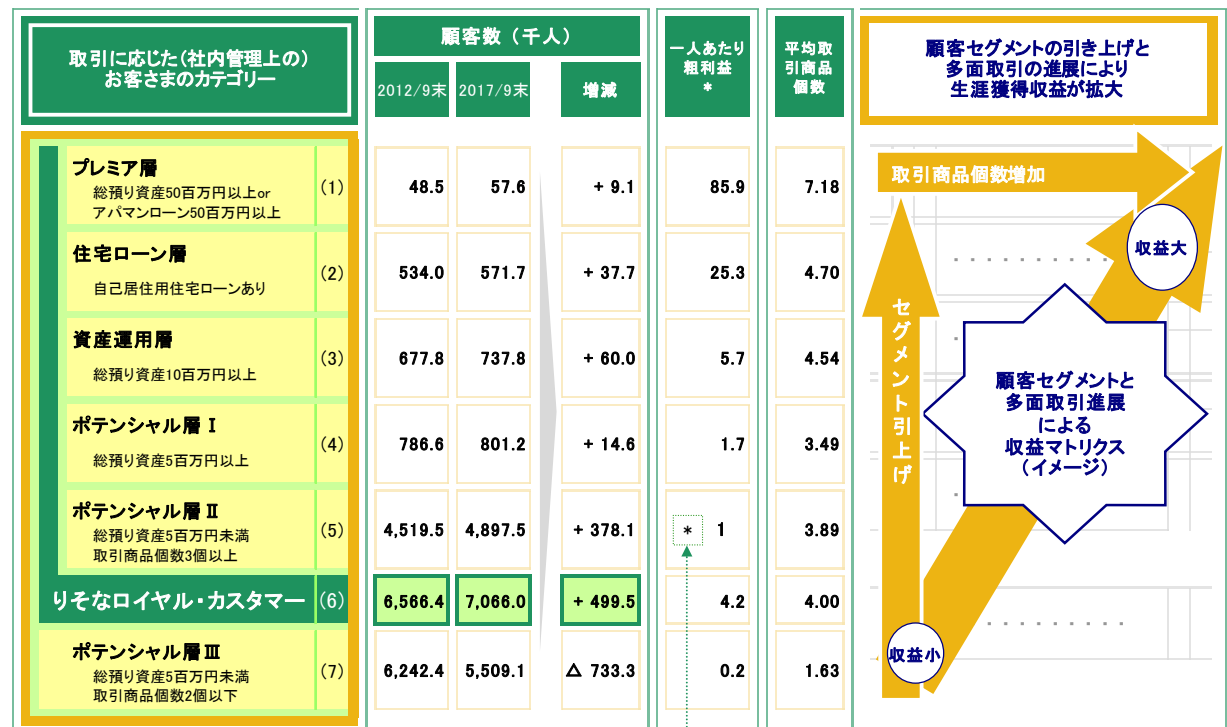 取引に応じた(社内管理上の)
お客さまのカテゴリー
顧客数（千人）
2012/9末
2017/9末
増減
一人あたり
粗利益
*
平均取
引商品
個数
顧客セグメントの引き上げと
多面取引の進展により
生涯獲得収益が拡大
プレミア層
総預り資産50百万円以上or
アパマンローン50百万円以上
(1)
48.5
57.6
+ 9.1
85.9
7.18
住宅ローン層
自己居住用住宅ローンあり
(2)
534.0
571.7
+ 37.7
25.3
4.70
資産運用層
総預り資産10百万円以上
(3)
677.8
737.8
+ 60.0
5.7
4.54
ポテンシャル層Ⅰ
総預り資産5百万円以上
(4)
786.6
801.2
+ 14.6
1.7
3.49
ポテンシャル層Ⅱ
総預り資産5百万円未満
取引商品個数3個以上
(5)
4,519.5
4,897.5
+ 378.1
* 1
3.89
りそなロイヤル・カスタマー
(6)
6,566.4
7,066.0
+ 499.5
4.2
4.00
ポテンシャル層Ⅲ
総預り資産5百万円未満
取引商品個数2個以下
(7)
6,242.4
5,509.1
△ 733.3
0.2
1.63
取引商品個数増加
収益大
セグメント引上げ
顧客セグメントと
多面取引進展
による
収益マトリクス
（イメージ）
収益小